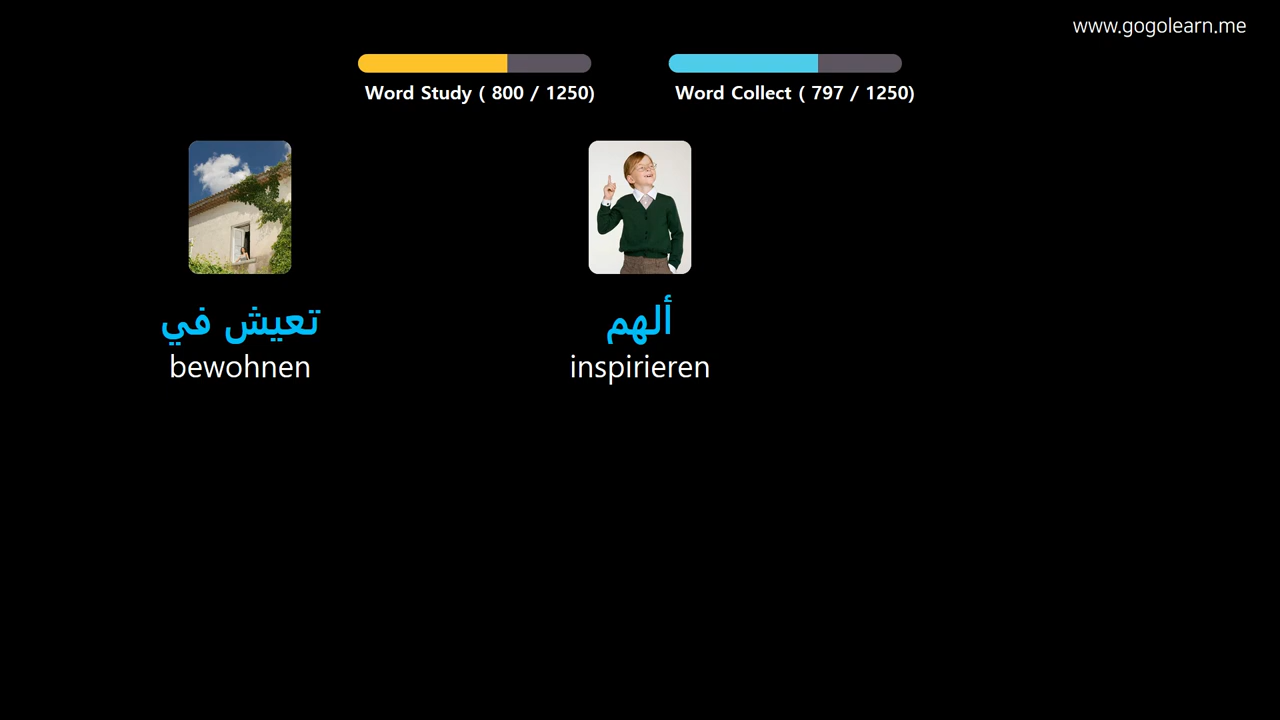 www.gogolearn.me
Word Study ( 800 / 1250)
Word Collect ( 797 / 1250)
تعيش في
bewohnen
ألهم
inspirieren